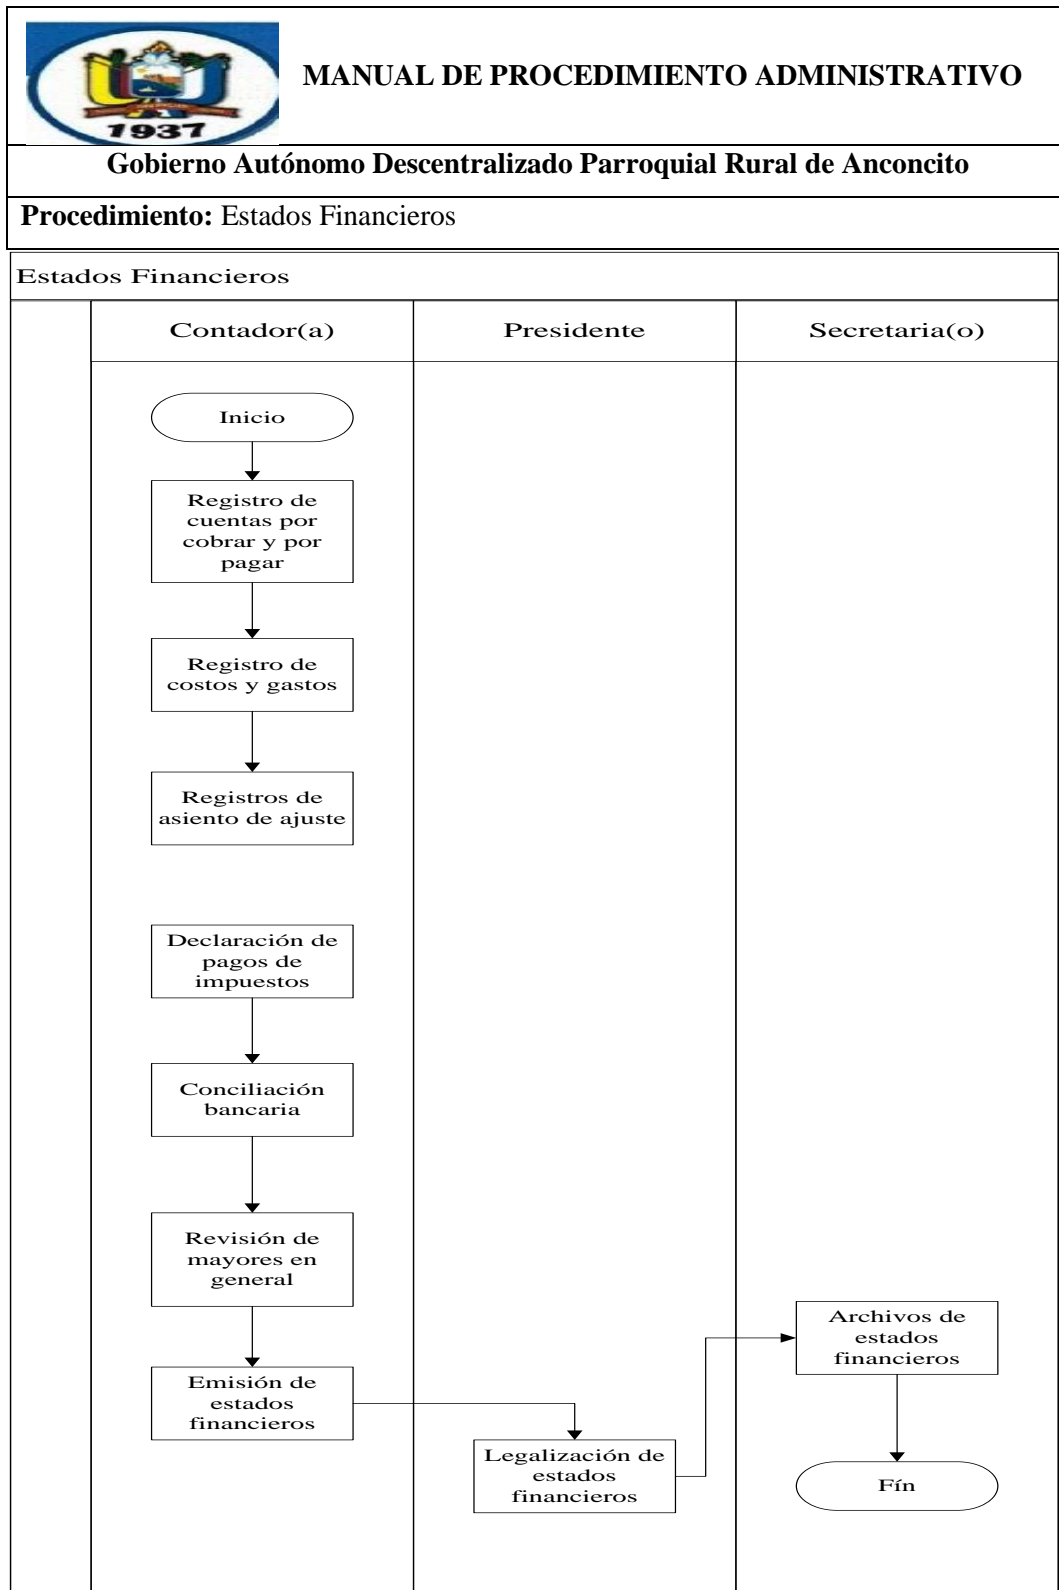 MANUAL DE PROCEDIMIENTO ADMINISTRATIVO
1937
Gobierno Autónomo Descentralizado Parroquial Rural de Anconcito
Procedimiento: Estados Financieros
Estados Financieros
Contador(a)
Presidente
Secretaria(o)
Inicio
Registro de
cuentas por
cobrar y por
pagar
Registro de
costos y gastos
Registros de
asiento de ajuste
Declaración de
pagos de
impuestos
Conciliación
bancaria
Revisión de
mayores en
general
Emisión de
estados
financieros
Legalización de
estados
financieros
Archivos de
estados
financieros
Fín